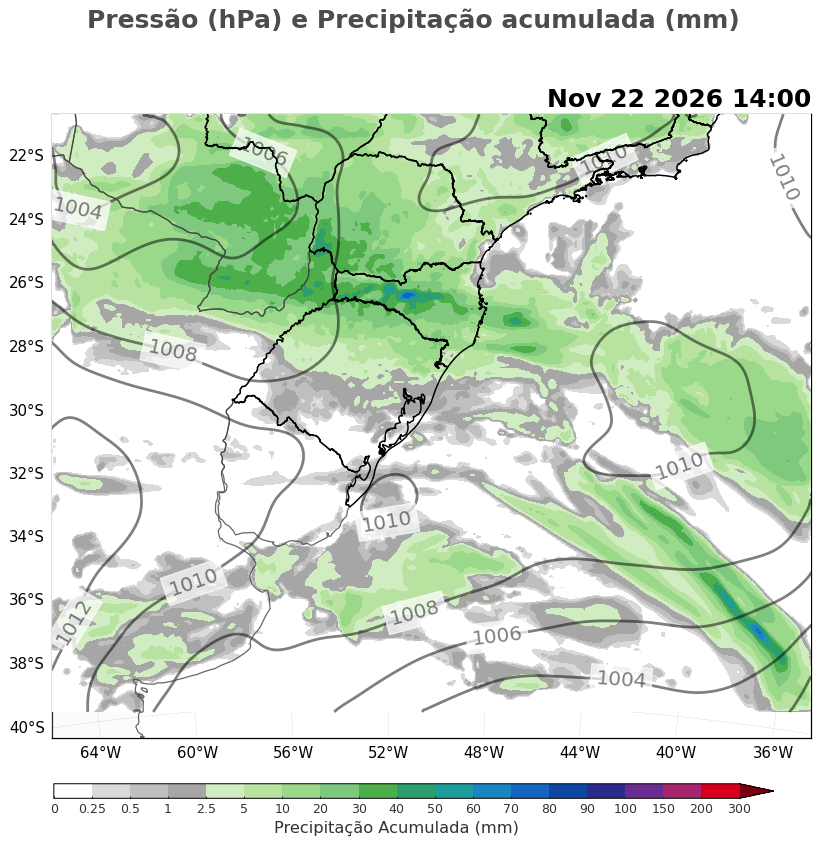 Pressão (hPa) e Precipitação acumulada (mm)
Nov 22 2026 14:00
22°S
24°S
26°S
28°S
30°S
32°S
34°S
36°S
38°S
40°S
1006
1010
1010
1004
1008
1010
1010
1010
1012
1008
1006
1004
64°W 60°W 56°W 52°W 48°W 44°W 40°W 36°W
0 0.25 0.5 1 2.5 5 10 20 30 40 50 60 70 80 90 100 150 200 300
Precipitação Acumulada (mm)